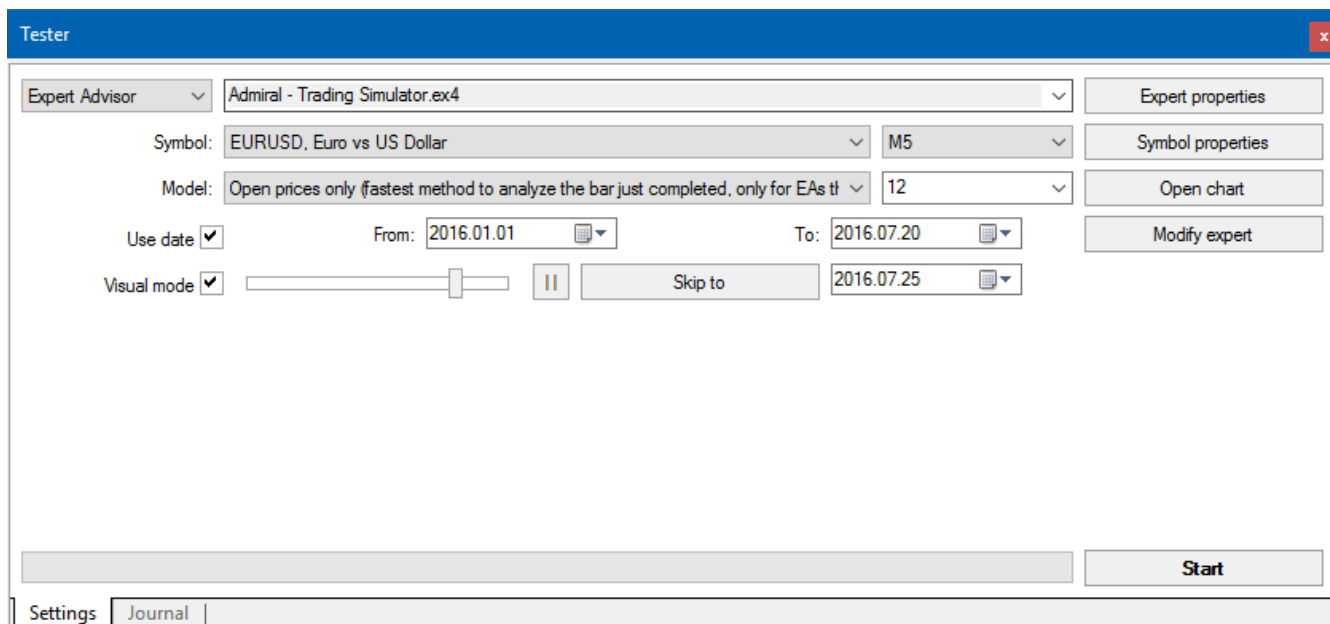 Tester
x
Expert Advisor Admiral - Trading Simulator.ex4 Expert properties
Symbol: EURUSD, Euro vs US Dollar M5 Symbol properties
Model: Open prices only (fastest method to analyze the bar just completed, only for EAs th 12 Open chart
Use date From: 2016.01.01 To: 2016.07.20 Modify expert
Visual mode Skip to 2016.07.25
Start
Settings Journal